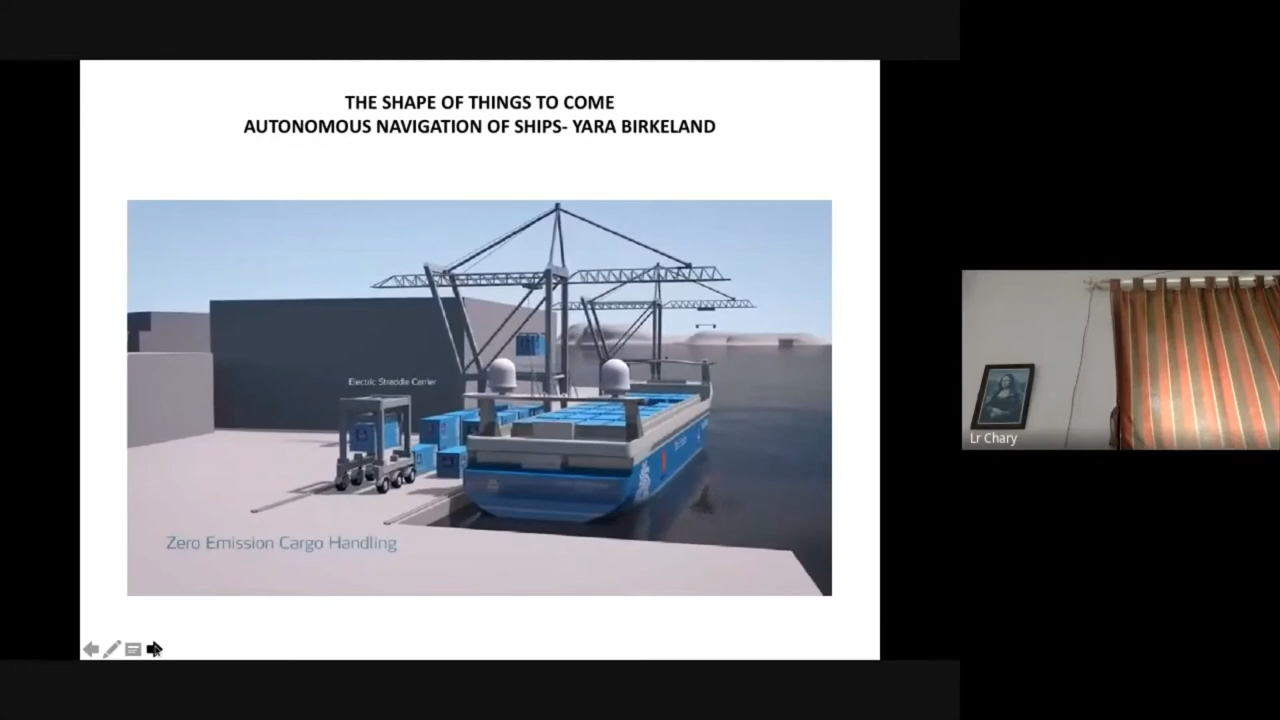 THE SHAPE OF THINGS TO COME
AUTONOMOUS NAVIGATION OF SHIPS- YARA BIRKELAND
Electric Straddle Carrier
Zero Emission Cargo Handling
Lr Chary